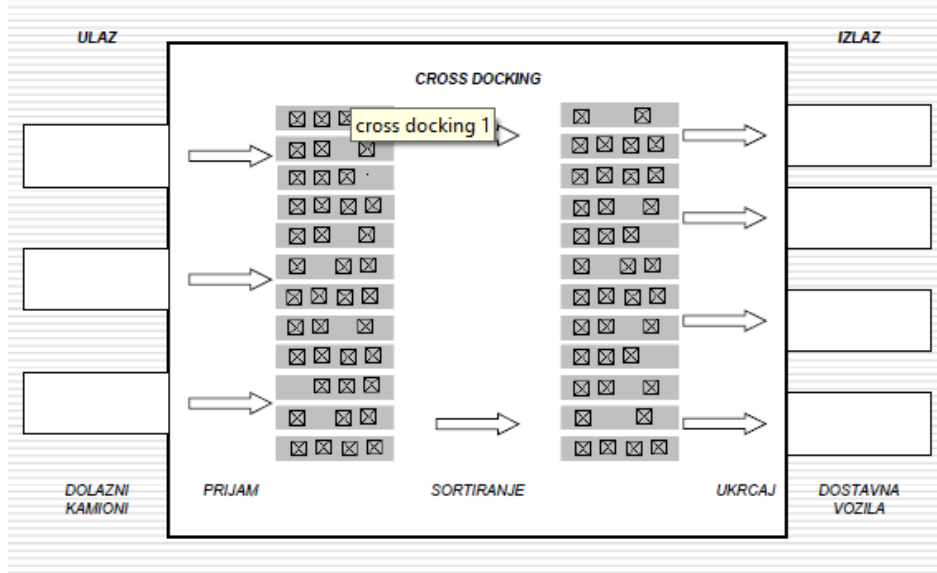 ULAZ
IZLAZ
CROSS DOCKING
cross docking 1
DOLAZNI
KAMIONI
PRIJAM
SORTIRANJE
UKRCAJ
DOSTAVNA
VOZILA